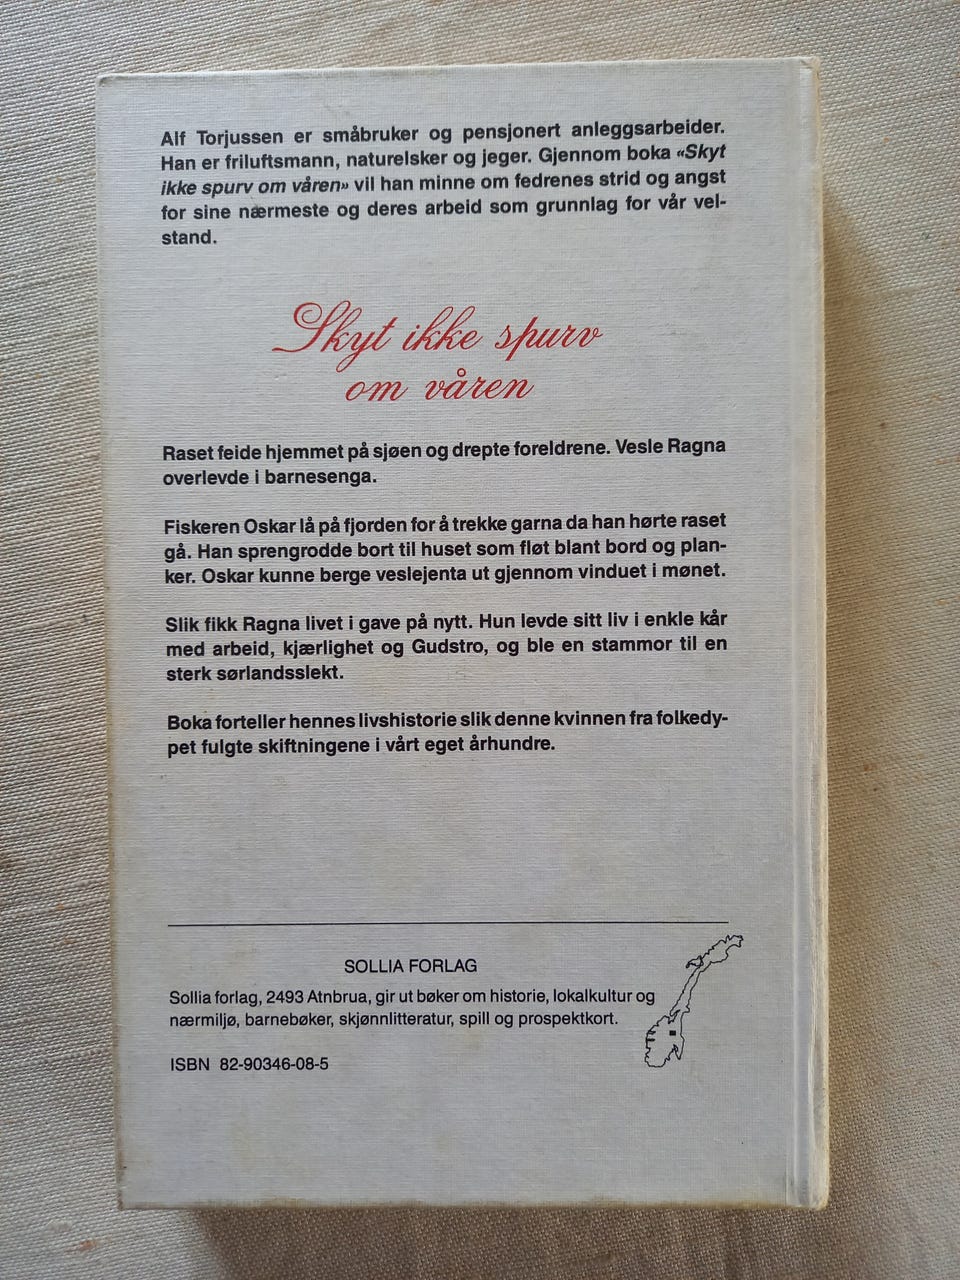 Alf Torjussen er småbruker og pensjonert anleggsarbeider.
Han er friluftsmann, naturelsker og jeger. Gjennom boka «Skyt
ikke spurv om våren» vil han minne om fedrenes strid og angst
for sine nærmeste og deres arbeid som grunnlag for vår vel-
stand.
Skyt ikke spurv
om våren
Raset feide hjemmet på sjøen og drepte foreldrene. Vesle Ragna
overlevde i barnesenga.
Fiskeren Oskar lå på fjorden for å trekke garna da han hørte raset
gå. Han sprengrodde bort til huset som fløt blant bord og plan-
ker. Oskar kunne berge veslejenta ut gjennom vinduet i mønet.
Slik fikk Ragna livet i gave på nytt. Hun levde sitt liv i enkle kår
med arbeid, kjærlighet og Gudstro, og ble en stammor til en
sterk sørlandsslekt.
Boka forteller hennes livshistorie slik denne kvinnen fra folkedy-
pet fulgte skiftningene i vårt eget århundre.
SOLLIA FORLAG
Sollia forlag, 2493 Atnbrua, gir ut bøker om historie, lokalkultur og
nærmiljø, barnebøker, skjønnlitteratur, spill og prospektkort.
ISBN 82-90346-08-5